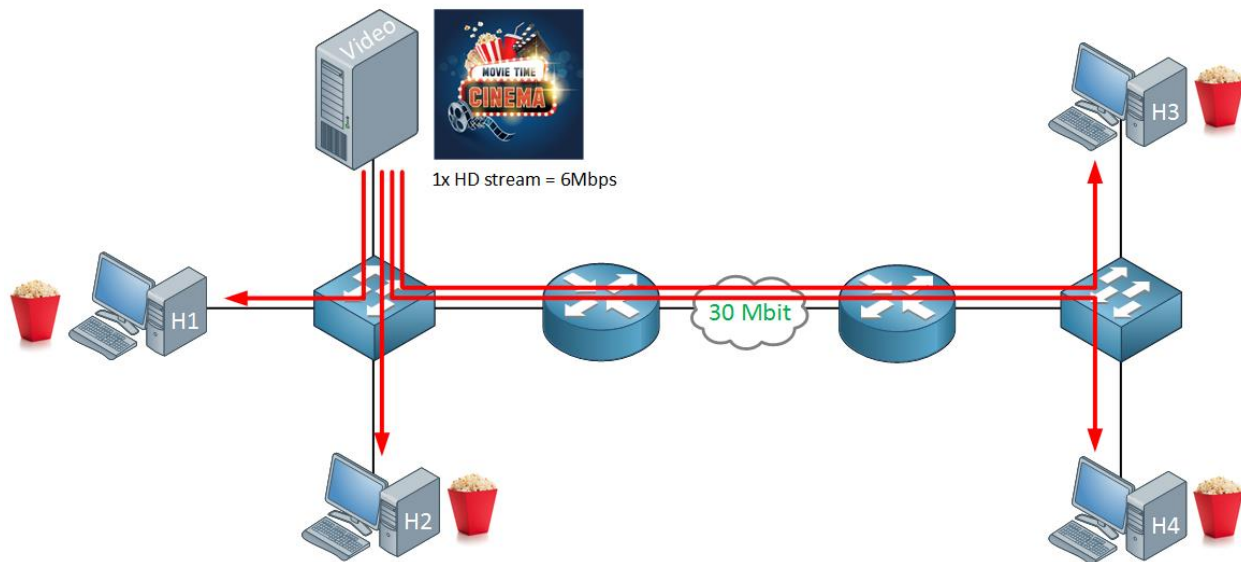 Video
MOVIE TIME
CINEMA
1x HD stream = 6Mbps
H3
H1
30 Mbit
H2
H4